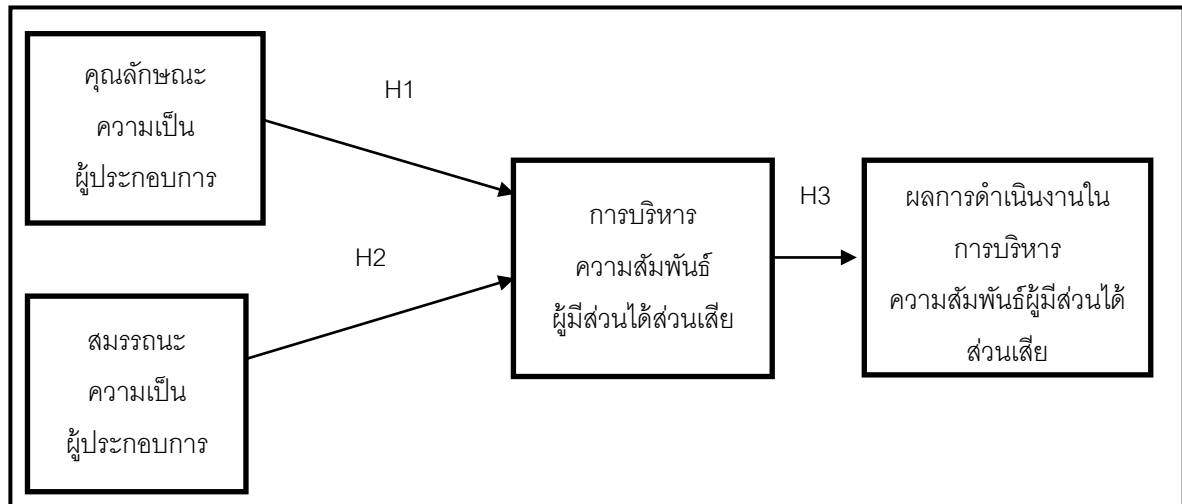 คุณลักษณะ
ความเป็น
ผู้ประกอบการ
H1
การบริหาร
ความสัมพันธ์
ผู้มีส่วนได้ส่วนเสีย
H3
ผลการดำเนินงานใน
การบริหาร
ความสัมพันธ์ผู้มีส่วนได้
ส่วนเสีย
H2
สมรรถนะ
ความเป็น
ผู้ประกอบการ